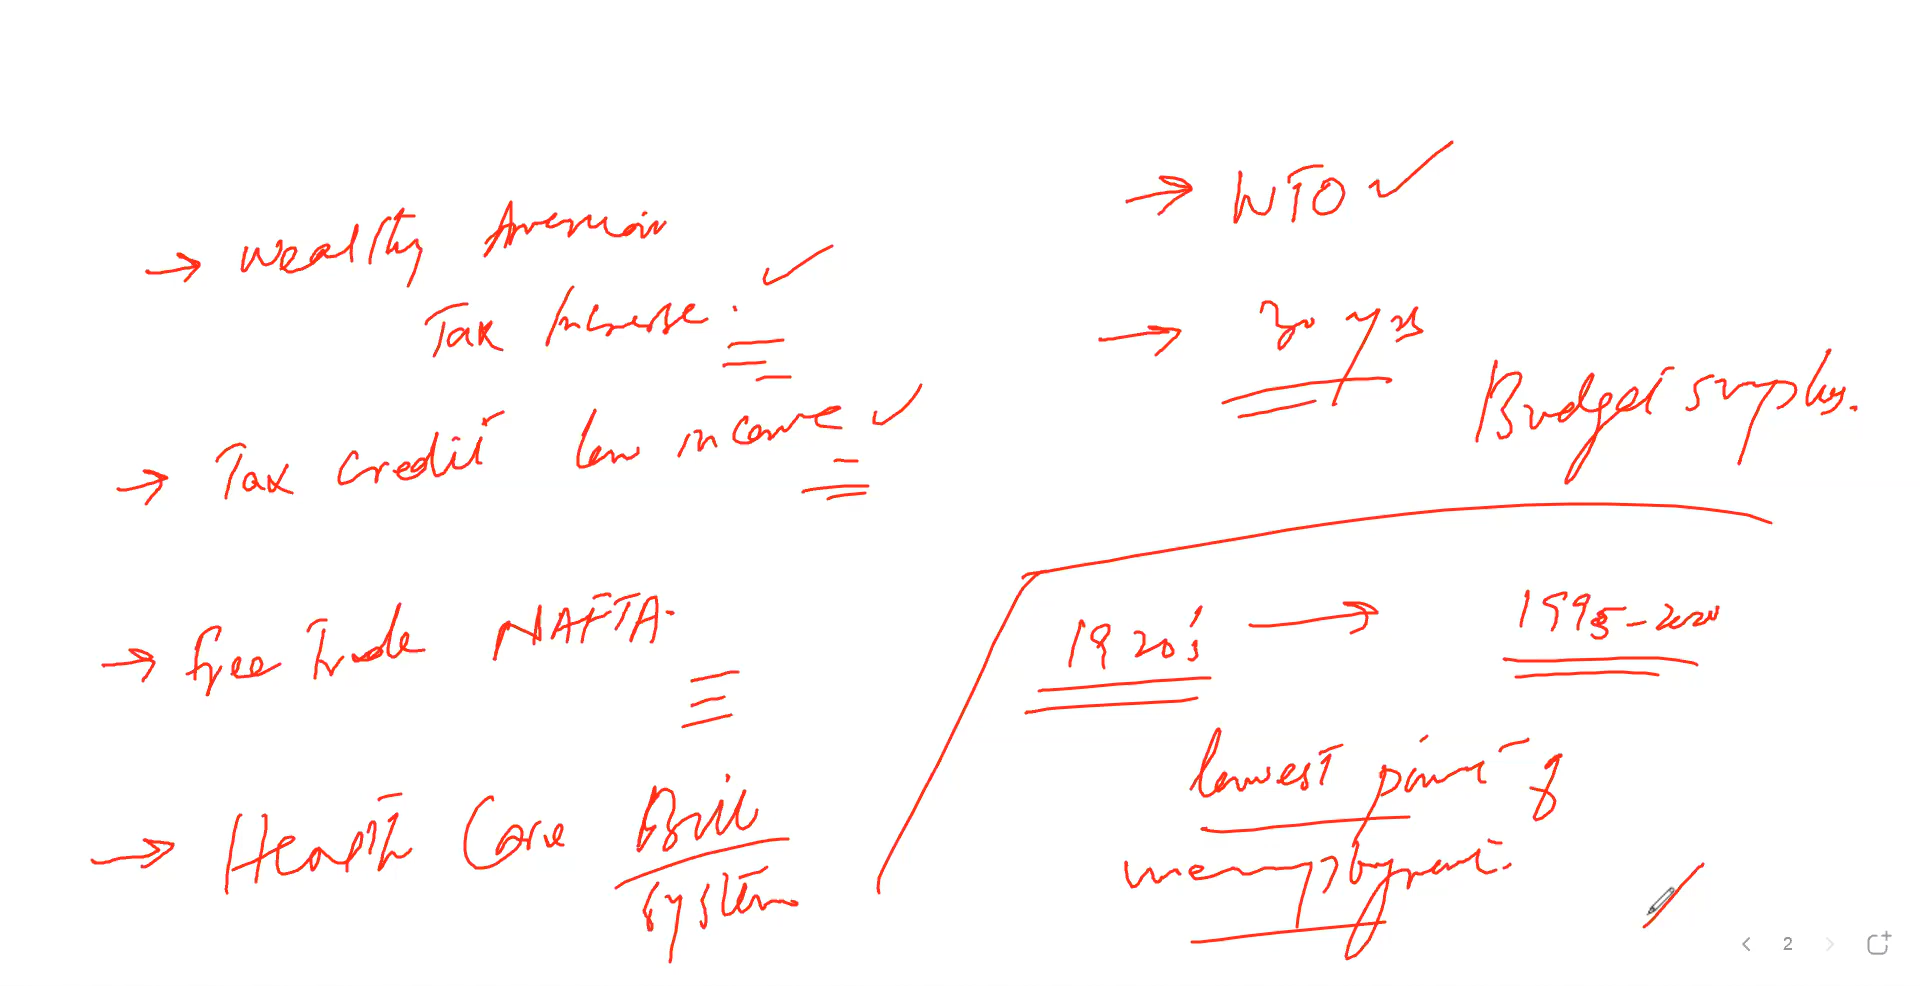 → Wealthy American
Tax Increase.
→ Tax Credit low income
→ free Trade NAFTA.
→ Health Care Bill
System
→ WTO
→ 30 yrs
Budget surplus.
1920's → 1995-2000
lowest point of
unemployment.
2